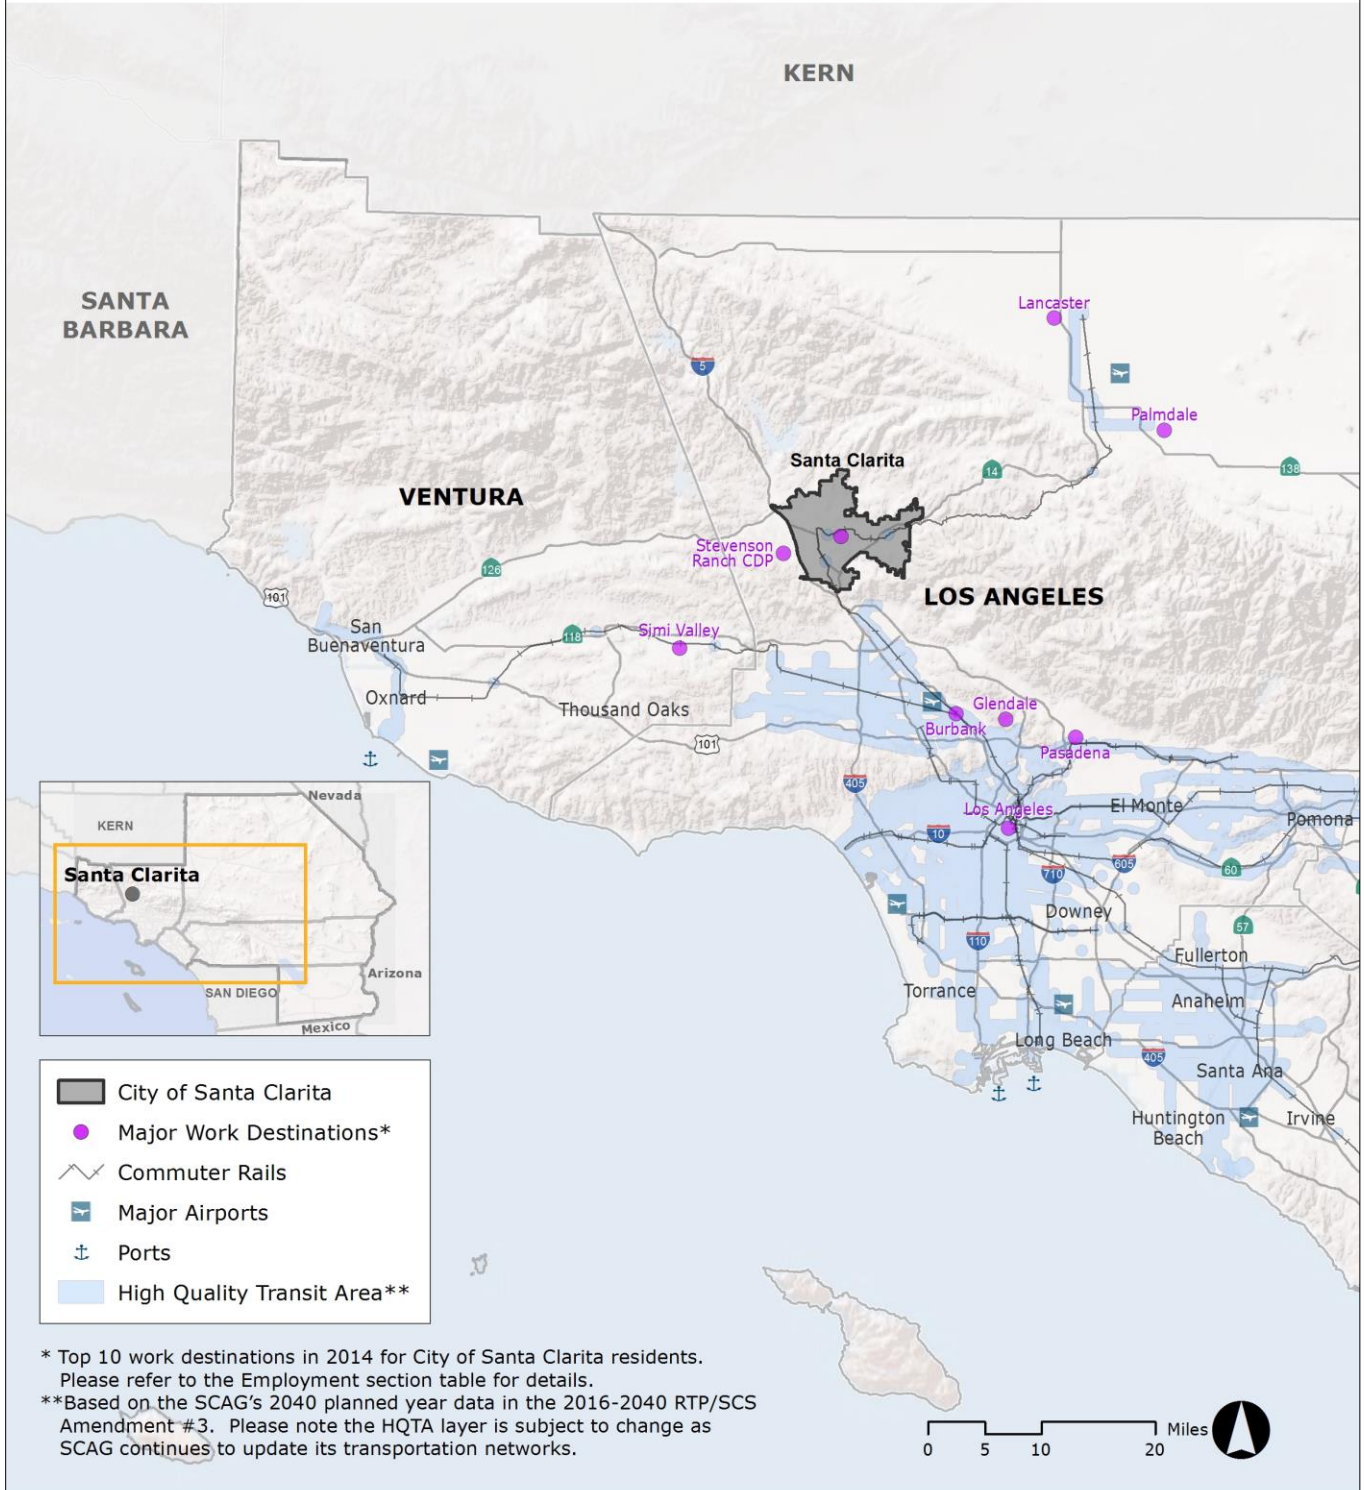 KERN
SANTA
BARBARA
Lancaster
5
Palmdale
Santa Clarita
14
138
VENTURA
Stevenson
Ranch CDP
126
LOS ANGELES
101
San
Buenaventura
118
Simi Valley
Oxnard
Thousand Oaks
Glendale
Burbank
101
Pasadena
405
Los Angeles
El Monte
Pomona
10
605
60
710
Downey
57
110
Fullerton
Torrance
Anaheim
Long Beach
405
Santa Ana
Huntington
Beach
Irvine
Nevada
KERN
Santa Clarita
Arizona
SAN DIEGO
Mexico
City of Santa Clarita
Major Work Destinations*
Commuter Rails
Major Airports
Ports
High Quality Transit Area**
* Top 10 work destinations in 2014 for City of Santa Clarita residents.
Please refer to the Employment section table for details.
**Based on the SCAG's 2040 planned year data in the 2016-2040 RTP/SCS
Amendment #3. Please note the HQTA layer is subject to change as
SCAG continues to update its transportation networks.
Miles
0 5 10 20